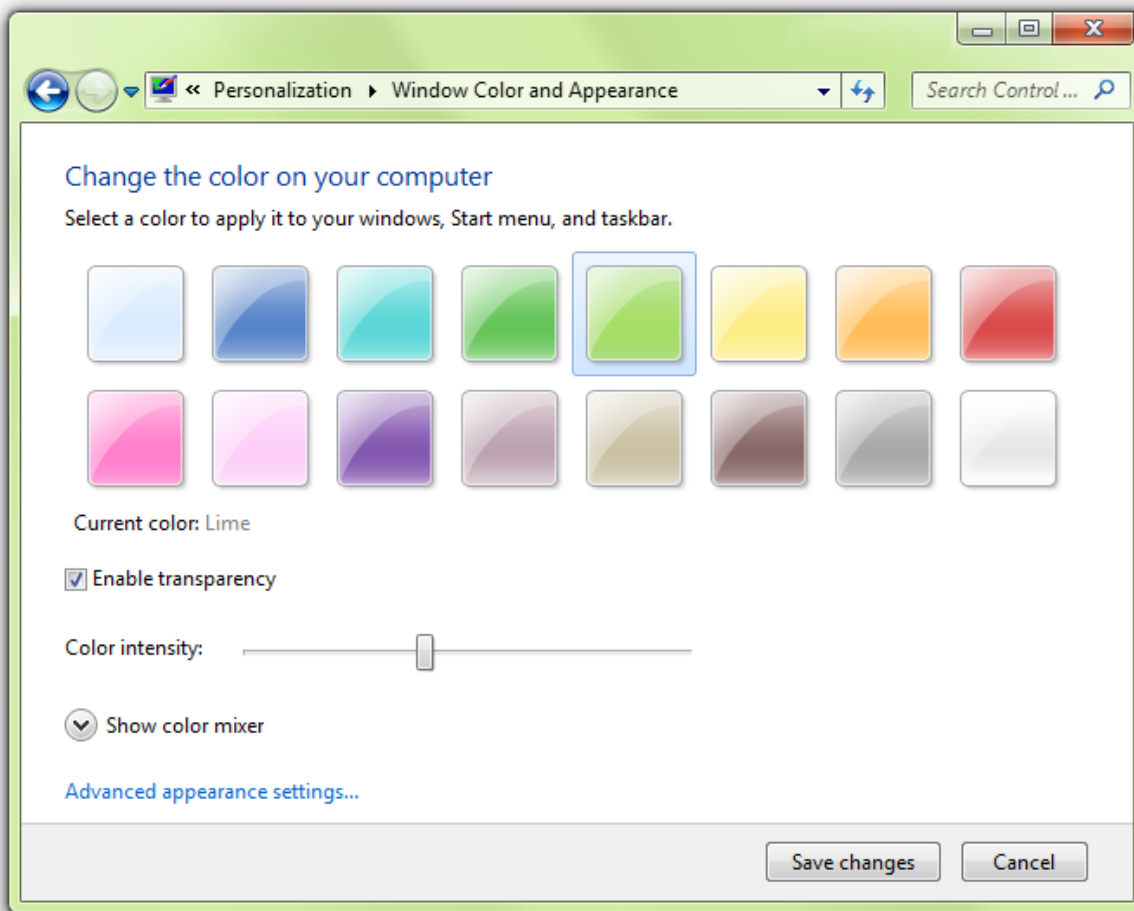 « Personalization ▸ Window Color and Appearance
Search Control ...
Change the color on your computer
Select a color to apply it to your windows, Start menu, and taskbar.
Current color: Lime
Enable transparency
Color intensity:
Show color mixer
Advanced appearance settings...
Save changes
Cancel